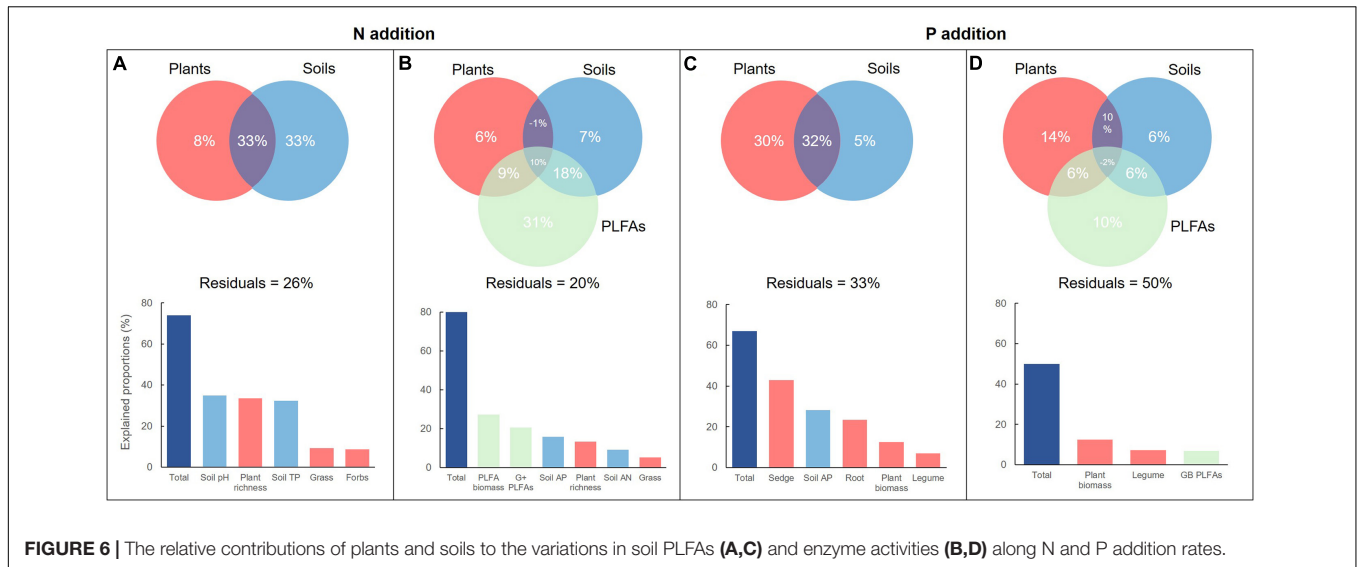 N addition
P addition
A
Plants
Soils
8%
33%
33%
Residuals = 26%
Explained proportions (%)
80
60
40
20
0
Total
Soil pH
Plant richness
Soil TP
Grass
Forbs
B
Plants
Soils
-1%
6%
7%
10%
9%
18%
31%
PLFAs
Residuals = 20%
80
60
40
20
0
Total
PLFA biomass
G+ PLFAs
Soil AP
Plant richness
Soil AN
Grass
C
Plants
Soils
30%
32%
5%
Residuals = 33%
80
60
40
20
0
Total
Sedge
Soil AP
Root
Plant biomass
Legume
D
Plants
Soils
10 %
14%
6%
-2%
6%
6%
10%
PLFAs
Residuals = 50%
80
60
40
20
0
Total
Plant biomass
Legume
GB PLFAs
FIGURE 6 | The relative contributions of plants and soils to the variations in soil PLFAs (A,C) and enzyme activities (B,D) along N and P addition rates.